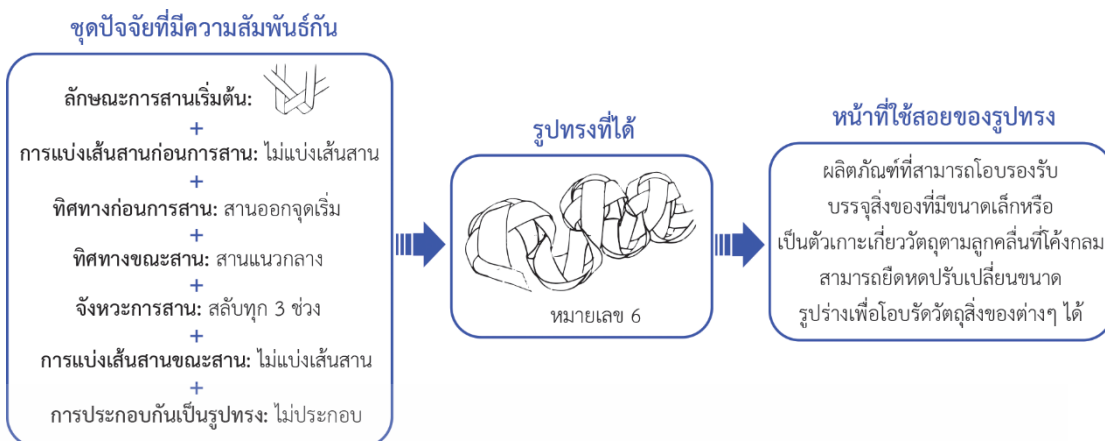 ชุดปัจจัยที่มีความสัมพันธ์กัน
ลักษณะการสานเริ่มต้น:
+
การแบ่งเส้นสานก่อนการสาน: ไม่แบ่งเส้นสาน
+
ทิศทางก่อนการสาน: สานออกจุดเริ่ม
+
ทิศทางขณะสาน: สานแนวกลาง
+
จังหวะการสาน: สลับทุก 3 ช่วง
+
การแบ่งเส้นสานขณะสาน: ไม่แบ่งเส้นสาน
+
การประกอบกันเป็นรูปทรง: ไม่ประกอบ
รูปทรงที่ได้
หมายเลข 6
หน้าที่ใช้สอยของรูปทรง
ผลิตภัณฑ์ที่สามารถโอบรองรับ
บรรจุสิ่งของที่มีขนาดเล็กหรือ
เป็นตัวเกาะเกี่ยววัตถุตามลูกคลื่นที่โค้งกลม
สามารถยืดหดปรับเปลี่ยนขนาด
รูปร่างเพื่อโอบรัดวัตถุสิ่งของต่างๆ ได้